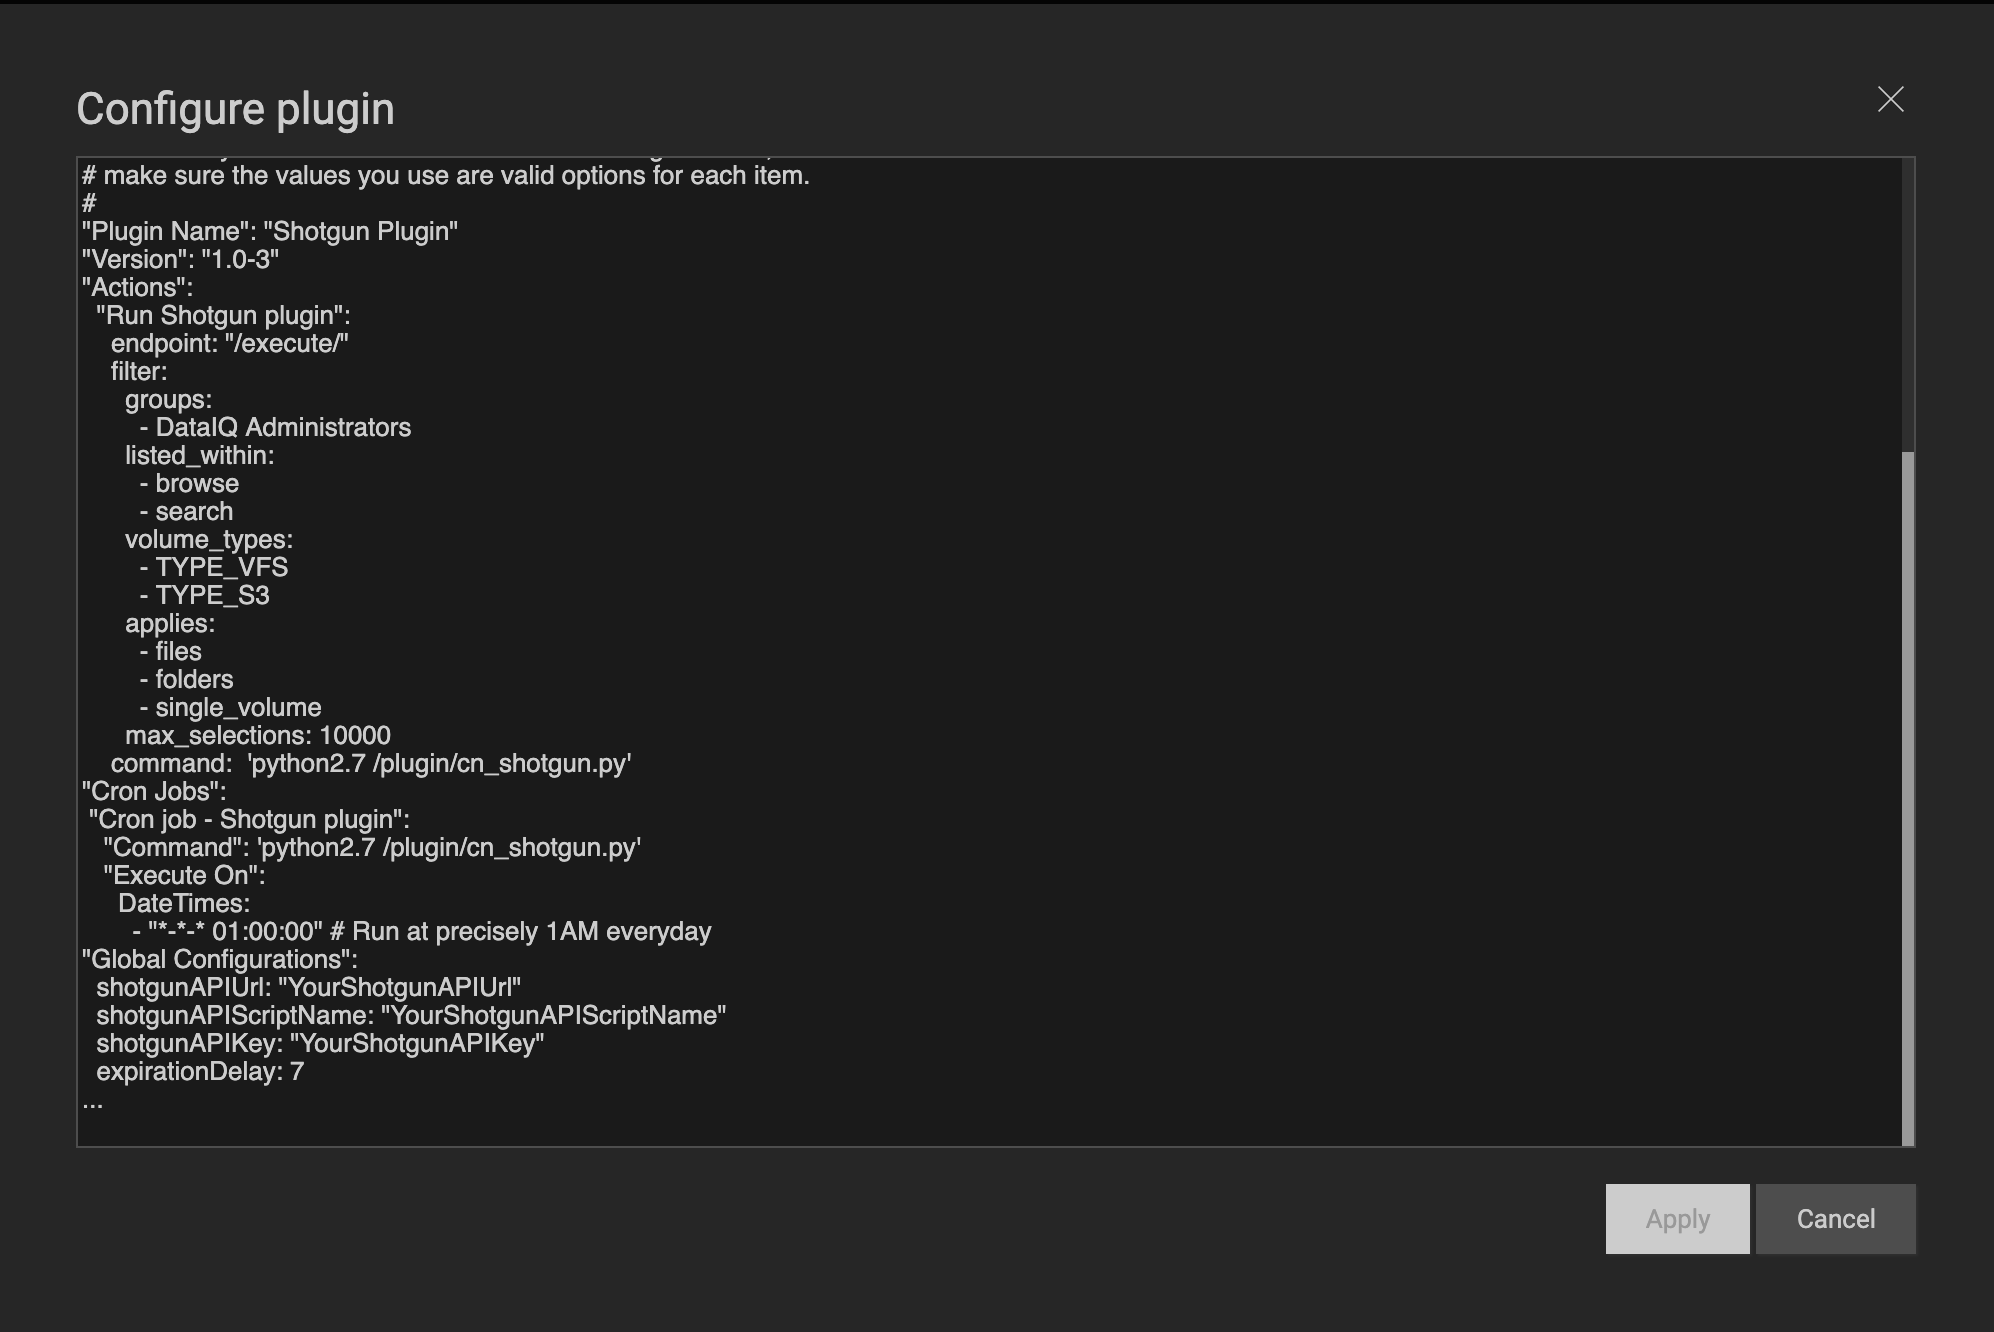 Configure plugin
# make sure the values you use are valid options for each item.
#
"Plugin Name": "Shotgun Plugin"
"Version": "1.0-3"
"Actions":
  "Run Shotgun plugin":
    endpoint: "/execute/"
    filter:
      groups:
        - DataIQ Administrators
      listed_within:
        - browse
        - search
      volume_types:
        - TYPE_VFS
        - TYPE_S3
      applies:
        - files
        - folders
        - single_volume
      max_selections: 10000
    command:  'python2.7 /plugin/cn_shotgun.py'
"Cron Jobs":
 "Cron job - Shotgun plugin":
   "Command": 'python2.7 /plugin/cn_shotgun.py'
   "Execute On":
     DateTimes:
       - "*-*-* 01:00:00" # Run at precisely 1AM everyday
"Global Configurations":
  shotgunAPIUrl: "YourShotgunAPIUrl"
  shotgunAPIScriptName: "YourShotgunAPIScriptName"
  shotgunAPIKey: "YourShotgunAPIKey"
  expirationDelay: 7
...
Apply
Cancel